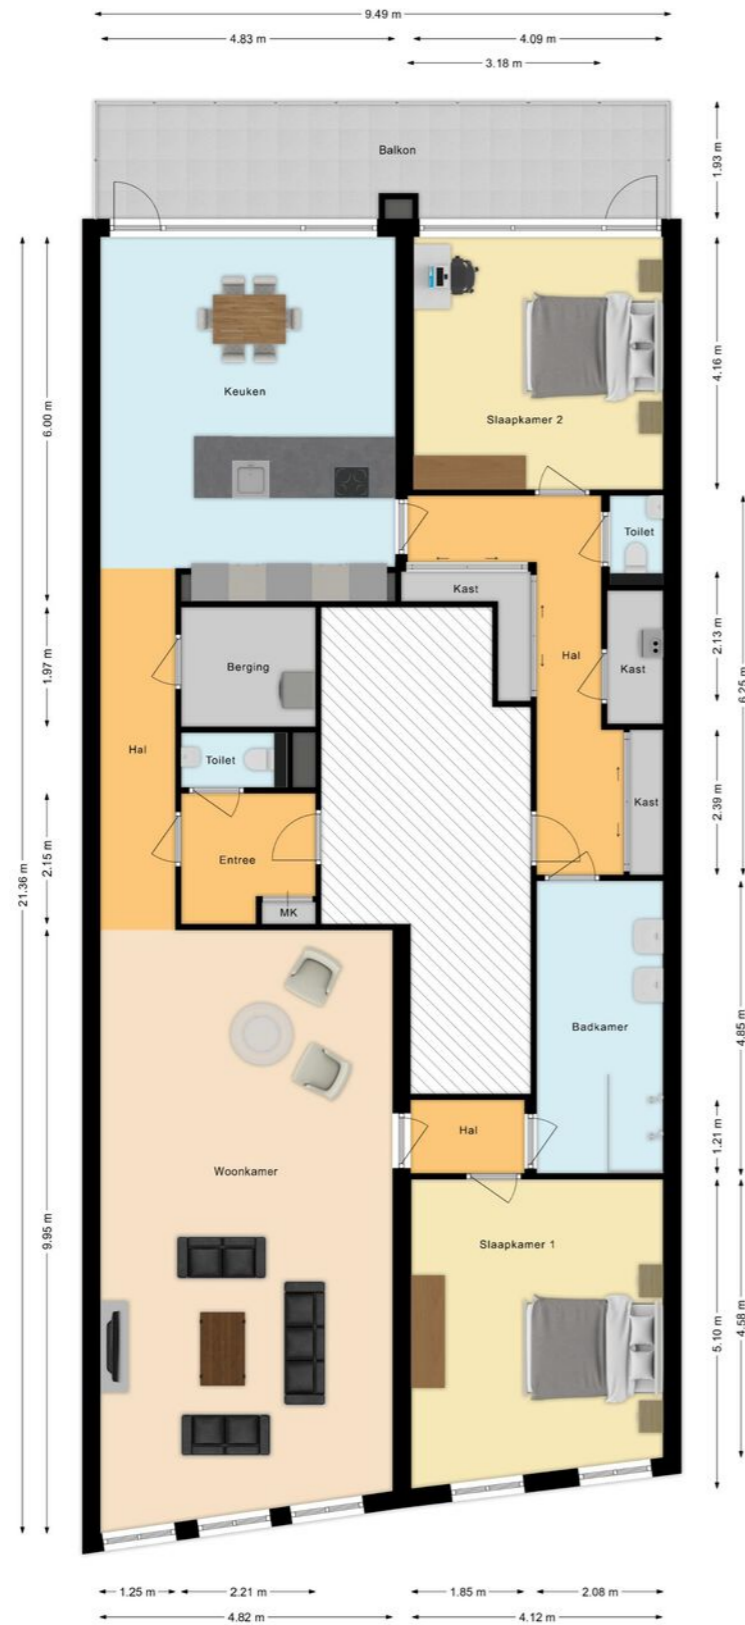 9.49 m
4.83 m
4.09 m
3.18 m
Balkon
1.93 m
Keuken
Slaapkamer 2
4.16 m
6.00 m
Toilet
Kast
Hal
Kast
2.13 m
6.25 m
Berging
1.97 m
Hal
Toilet
Kast
2.39 m
Entree
MK
2.15 m
21.36 m
Badkamer
4.85 m
Hal
1.21 m
Woonkamer
9.95 m
Slaapkamer 1
5.10 m
4.58 m
1.25 m
2.21 m
1.85 m
2.08 m
4.82 m
4.12 m